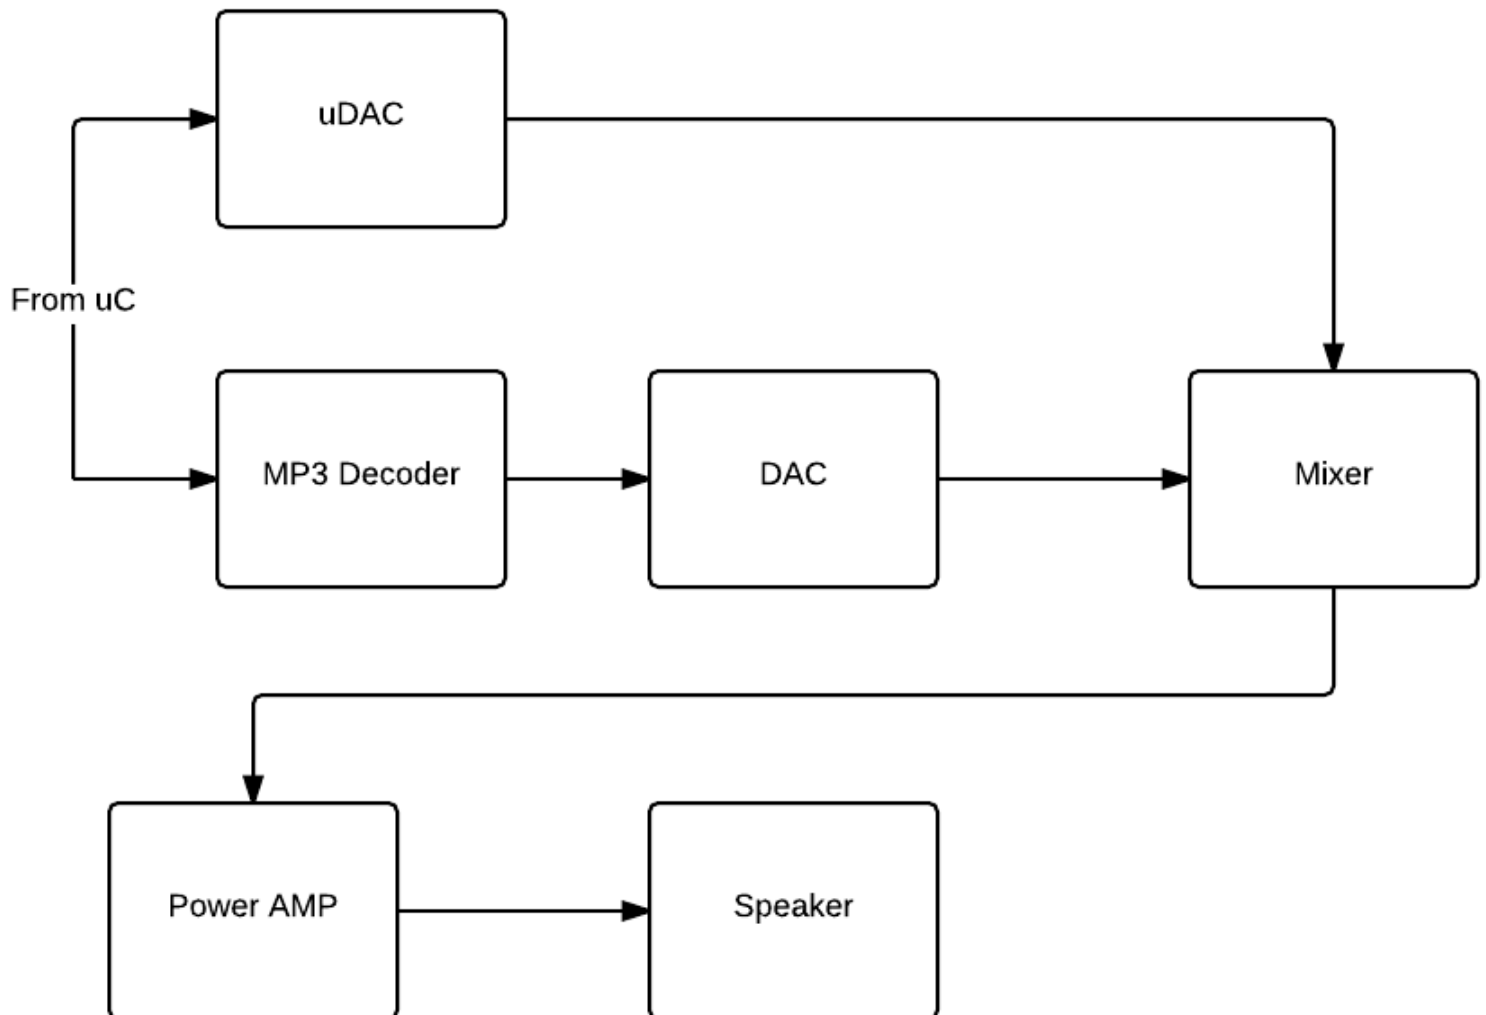 uDAC
From uC
MP3 Decoder
DAC
Mixer
Power AMP
Speaker